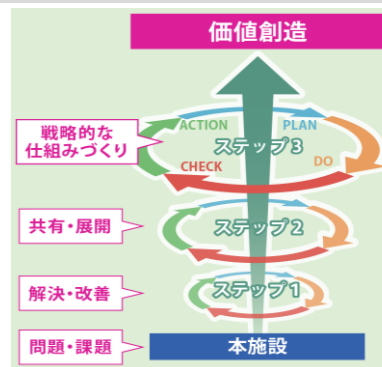 価値創造
ACTION
PLAN
戦略的な
仕組みづくり
ステップ3
CHECK
DO
共有・展開
ステップ2
解決・改善
ステップ1
問題・課題
本施設